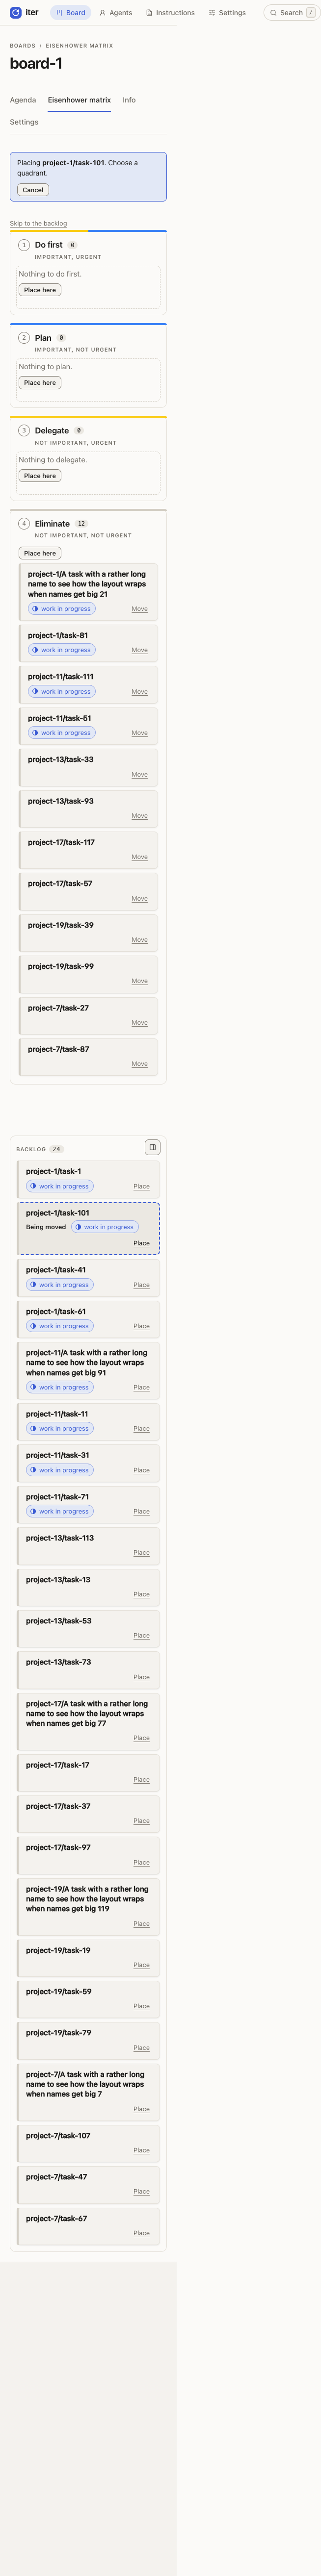 iter Board Agents Instructions Settings Search /
BOARDS / EISENHOWER MATRIX
board-1
Agenda Eisenhower matrix Info
Settings
Placing project-1/task-101. Choose a
quadrant.
Cancel
Skip to the backlog
1 Do first 0
IMPORTANT, URGENT
Nothing to do first.
Place here
2 Plan 0
IMPORTANT, NOT URGENT
Nothing to plan.
Place here
3 Delegate 0
NOT IMPORTANT, URGENT
Nothing to delegate.
Place here
4 Eliminate 12
NOT IMPORTANT, NOT URGENT
Place here
project-1/A task with a rather long
name to see how the layout wraps
when names get big 21
work in progress Move
project-1/task-81
work in progress Move
project-11/task-111
work in progress Move
project-11/task-51
work in progress Move
project-13/task-33
Move
project-13/task-93
Move
project-17/task-117
Move
project-17/task-57
Move
project-19/task-39
Move
project-19/task-99
Move
project-7/task-27
Move
project-7/task-87
Move
BACKLOG 24
project-1/task-1
work in progress Place
project-1/task-101
Being moved work in progress
Place
project-1/task-41
work in progress Place
project-1/task-61
work in progress Place
project-11/A task with a rather long
name to see how the layout wraps
when names get big 91
work in progress Place
project-11/task-11
work in progress Place
project-11/task-31
work in progress Place
project-11/task-71
work in progress Place
project-13/task-113
Place
project-13/task-13
Place
project-13/task-53
Place
project-13/task-73
Place
project-17/A task with a rather long
name to see how the layout wraps
when names get big 77
Place
project-17/task-17
Place
project-17/task-37
Place
project-17/task-97
Place
project-19/A task with a rather long
name to see how the layout wraps
when names get big 119
Place
project-19/task-19
Place
project-19/task-59
Place
project-19/task-79
Place
project-7/A task with a rather long
name to see how the layout wraps
when names get big 7
Place
project-7/task-107
Place
project-7/task-47
Place
project-7/task-67
Place